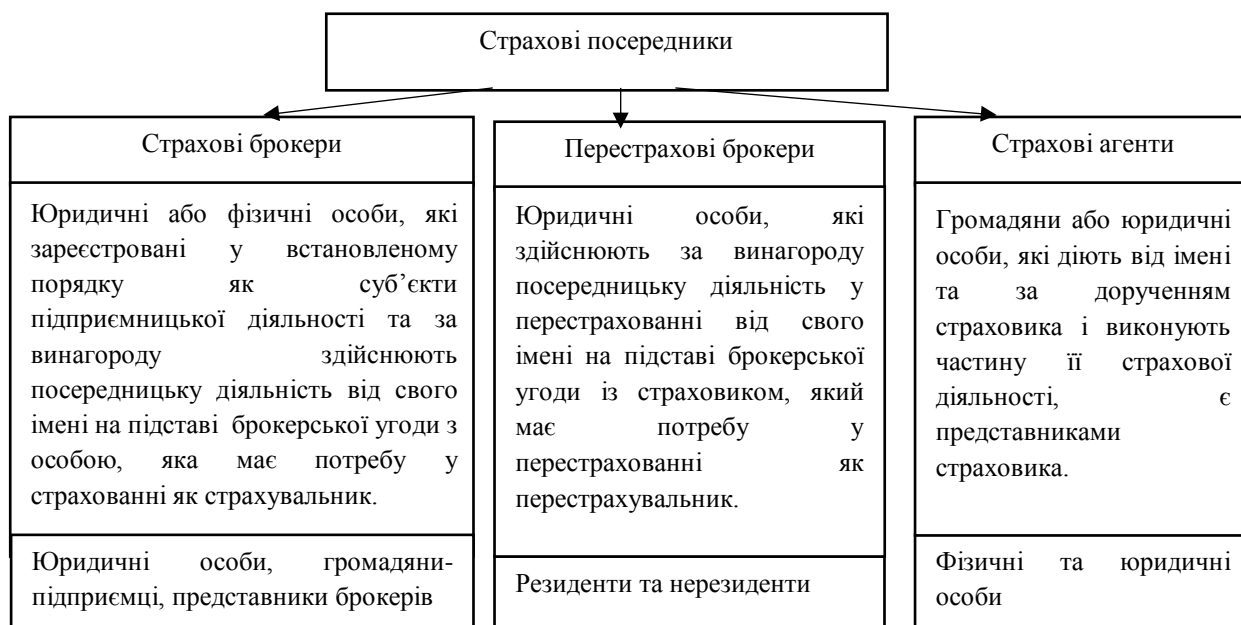 Страхові посередники
Страхові брокери
Юридичні або фізичні особи, які
зареєстровані у встановленому
порядку як суб’єкти
підприємницької діяльності та за
винагороду здійснюють
посередницьку діяльність від свого
імені на підставі брокерської угоди з
особою, яка має потребу у
страхованні як страхувальник.
Юридичні особи, громадяни-
підприємці, представники брокерів
Перестрахові брокери
Юридичні особи, які
здійснюють за винагороду
посередницьку діяльність у
перестрахованні від свого
імені на підставі брокерської
угоди із страховиком, який
має потребу у
перестрахованні як
перестрахувальник.
Резиденти та нерезиденти
Страхові агенти
Громадяни або юридичні
особи, які діють від імені
та за дорученням
страховика і виконують
частину її страхової
діяльності, є
представниками
страховика.
Фізичні та юридичні
особи